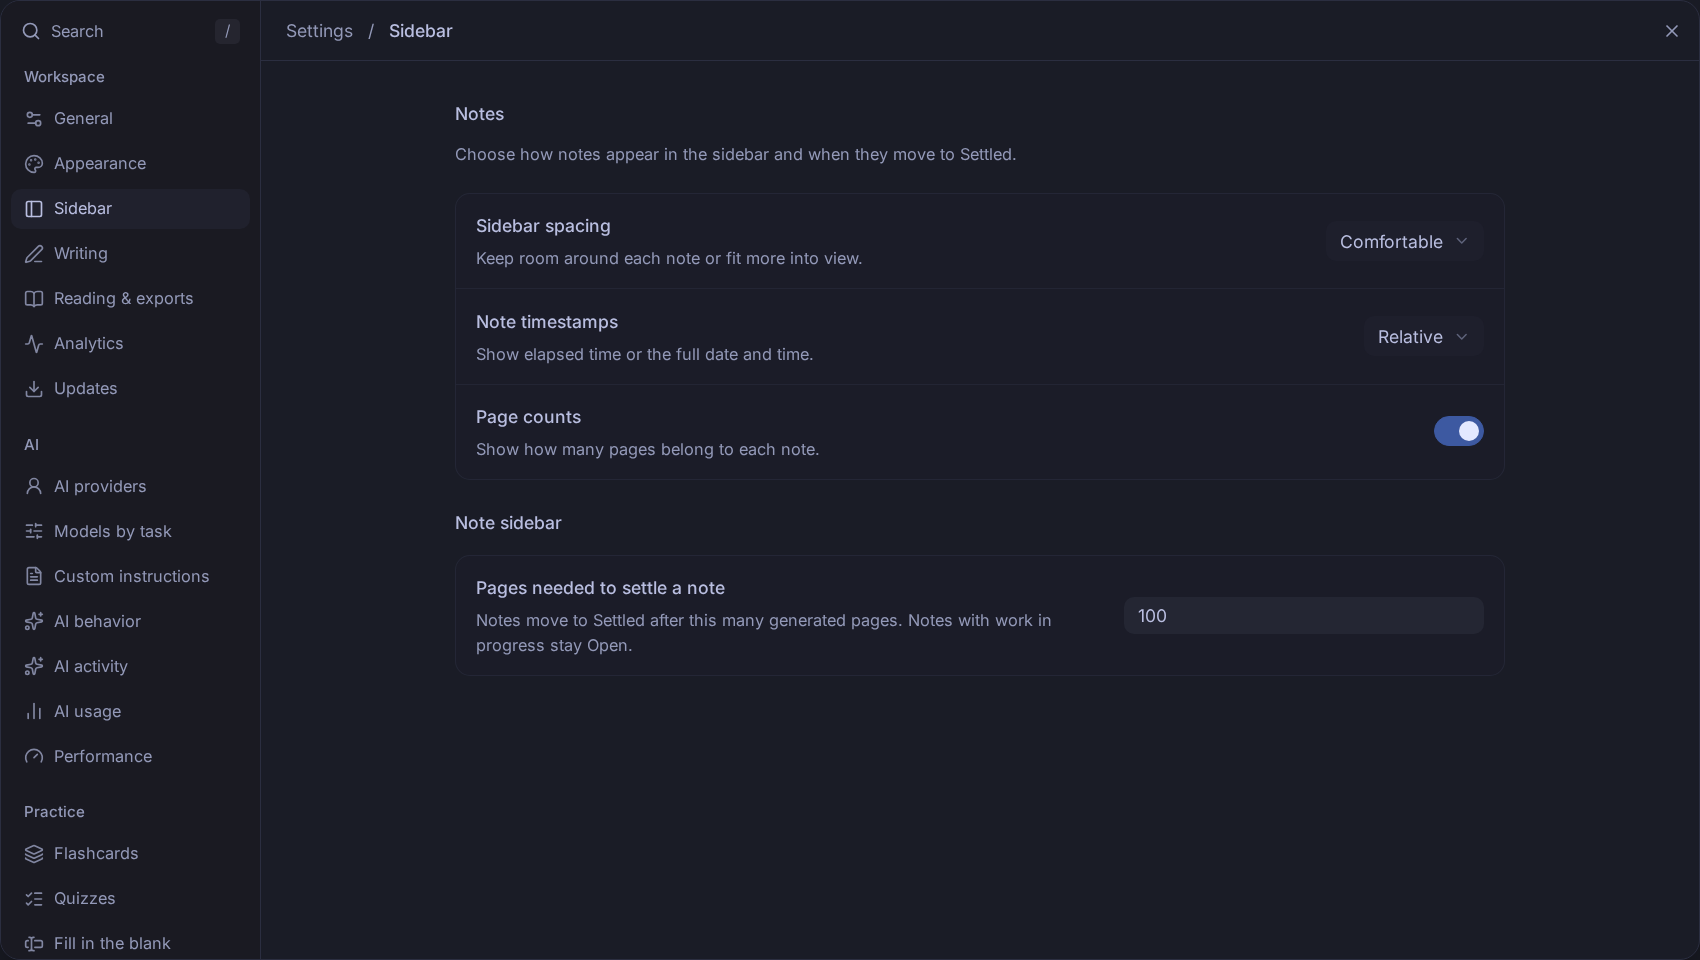 Search /
Workspace
General
Appearance
Sidebar
Writing
Reading & exports
Analytics
Updates
AI
AI providers
Models by task
Custom instructions
AI behavior
AI activity
AI usage
Performance
Practice
Flashcards
Quizzes
Fill in the blank
Settings / Sidebar
Notes
Choose how notes appear in the sidebar and when they move to Settled.
Sidebar spacing
Keep room around each note or fit more into view.
Comfortable
Note timestamps
Show elapsed time or the full date and time.
Relative
Page counts
Show how many pages belong to each note.
Note sidebar
Pages needed to settle a note
Notes move to Settled after this many generated pages. Notes with work in
progress stay Open.
100